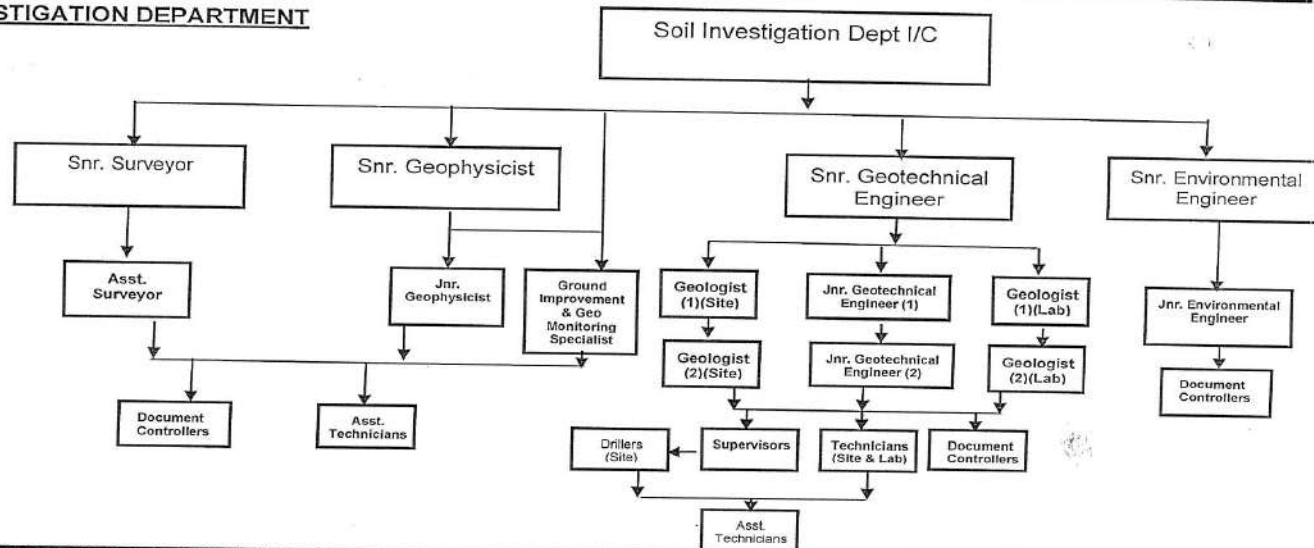 STIGATION DEPARTMENT
Soil Investigation Dept I/C
Snr. Surveyor
Snr. Geophysicist
Snr. Geotechnical
Engineer
Snr. Environmental
Engineer
Asst.
Surveyor
Jnr.
Geophysicist
Ground
Improvement
& Geo
Monitoring
Specialist
Geologist
(1)(Site)
Jnr. Geotechnical
Engineer (1)
Geologist
(1)(Lab)
Jnr. Environmental
Engineer
Geologist
(2)(Site)
Jnr. Geotechnical
Engineer (2)
Geologist
(2)(Lab)
Document
Controllers
Asst.
Technicians
Document
Controllers
Drillers
(Site)
Supervisors
Technicians
(Site & Lab)
Document
Controllers
Asst.
Technicians